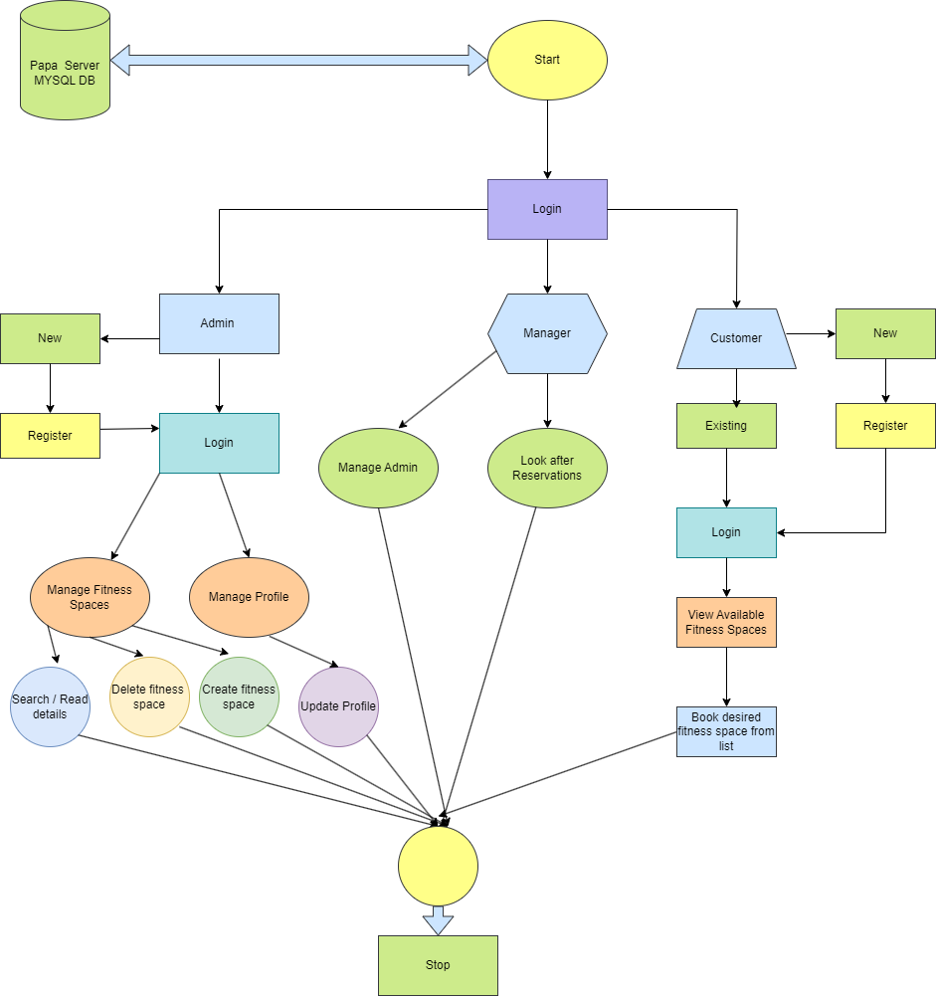 Papa Server
MYSQL DB
Start
Login
Admin
Manager
Customer
New
New
Register
Login
Manage Admin
Look after
Reservations
Existing
Register
Login
Manage Fitness
Spaces
Manage Profile
View Available
Fitness Spaces
Search / Read
details
Delete fitness
space
Create fitness
space
Update Profile
Book desired
fitness space from
list
Stop